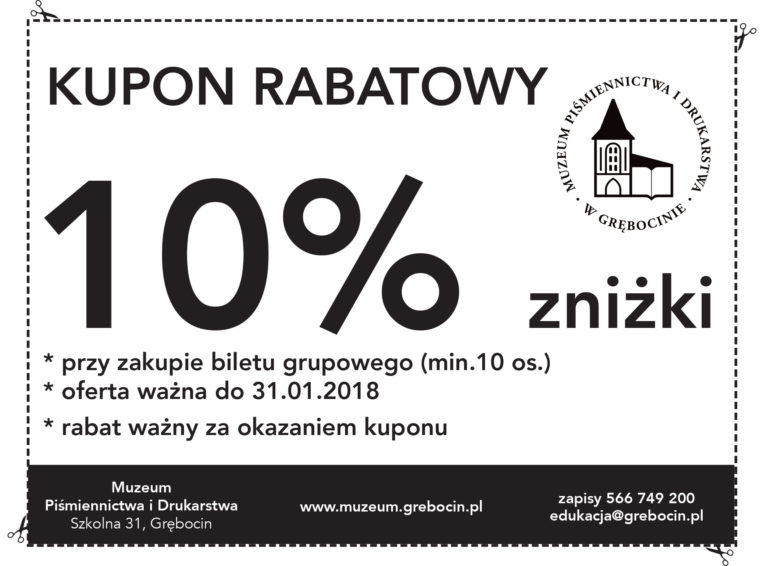 KUPON RABATOWY
MUZEUM PIŚMIENNICTWA I DRUKARSTWA
• W GRĘBOCINIE •
10%
zniżki
* przy zakupie biletu grupowego (min.10 os.)
* oferta ważna do 31.01.2018
* rabat ważny za okazaniem kuponu
Muzeum
Piśmiennictwa i Drukarstwa
Szkolna 31, Grębocin
www.muzeum.grebocin.pl
zapisy 566 749 200
edukacja@grebocin.pl